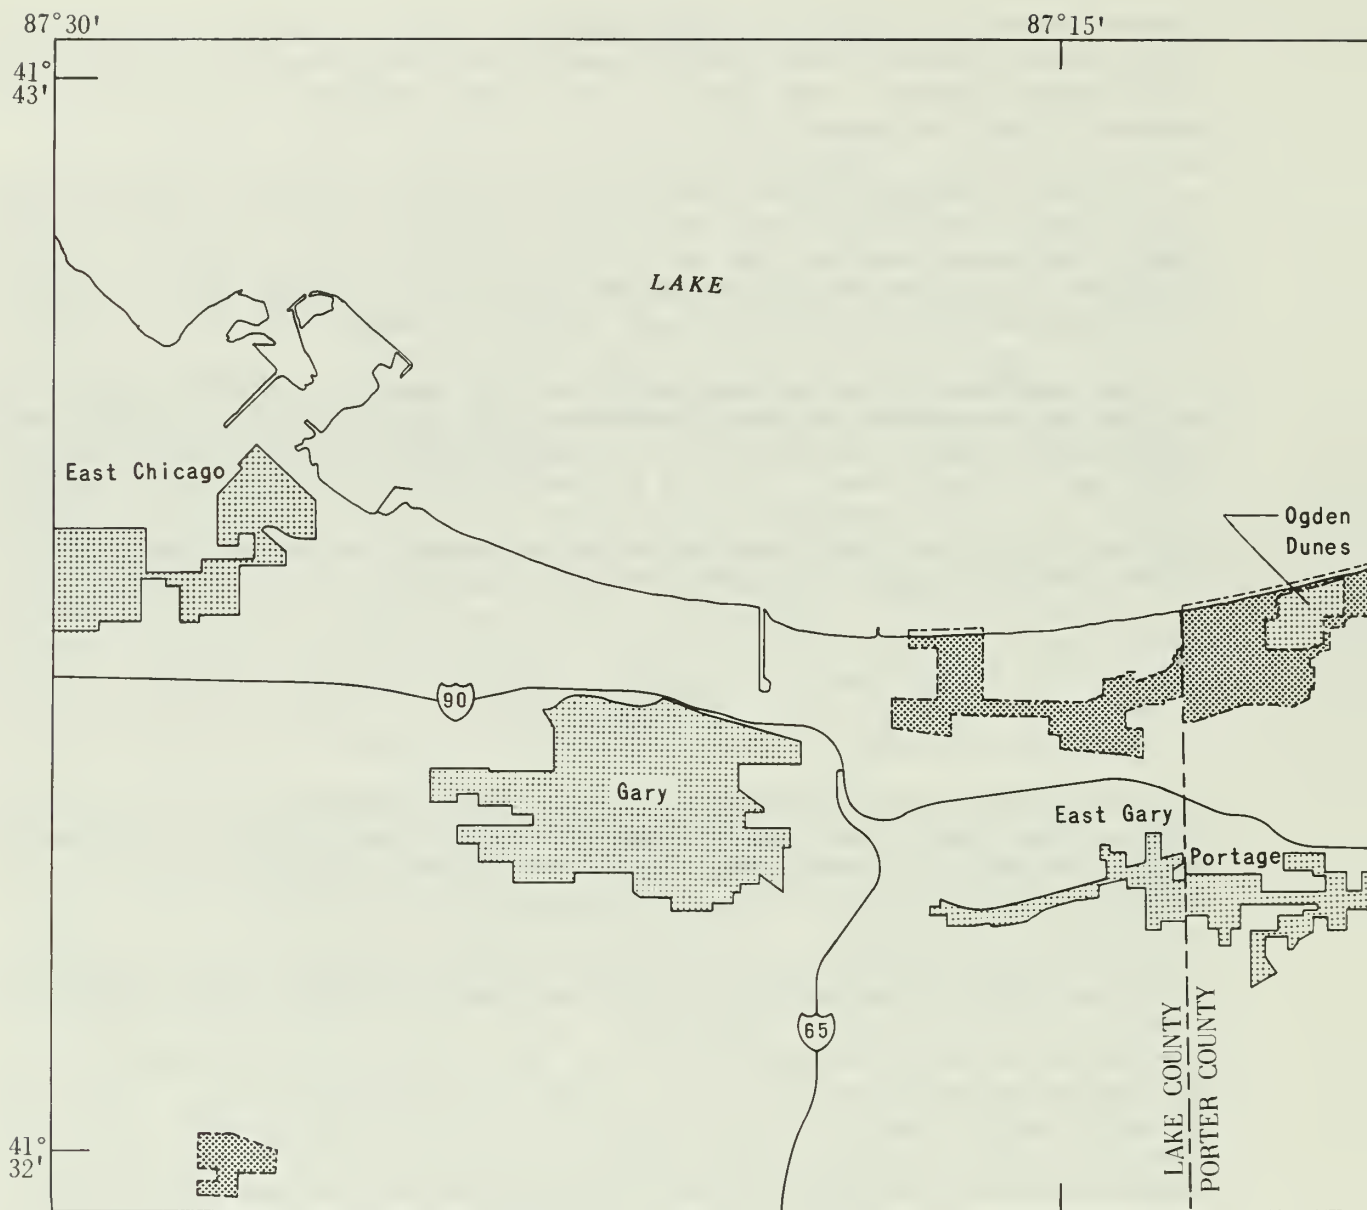 87°30'
87°15'
41°
43'
LAKE
East Chicago
Ogden
Dunes
90
Gary
East Gary
Portage
65
LAKE COUNTY
PORTER COUNTY
41°
32'